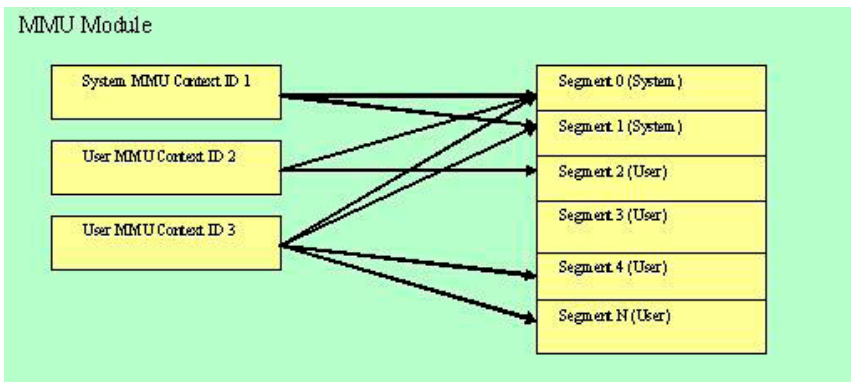 MMU Module
System MMU Context ID 1
User MMU Context ID 2
User MMU Context ID 3
Segment 0 (System)
Segment 1 (System)
Segment 2 (User)
Segment 3 (User)
Segment 4 (User)
Segment N (User)